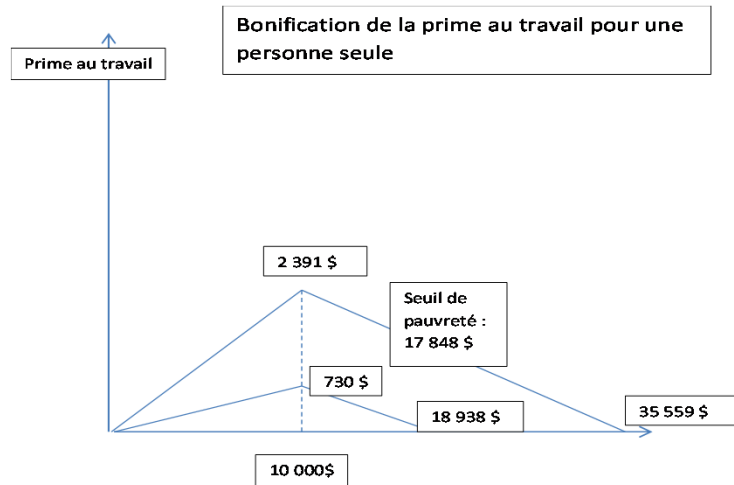 Bonification de la prime au travail pour une
personne seule
Prime au travail
2 391 $
Seuil de
pauvreté :
17 848 $
730 $
18 938 $
35 559 $
10 000$